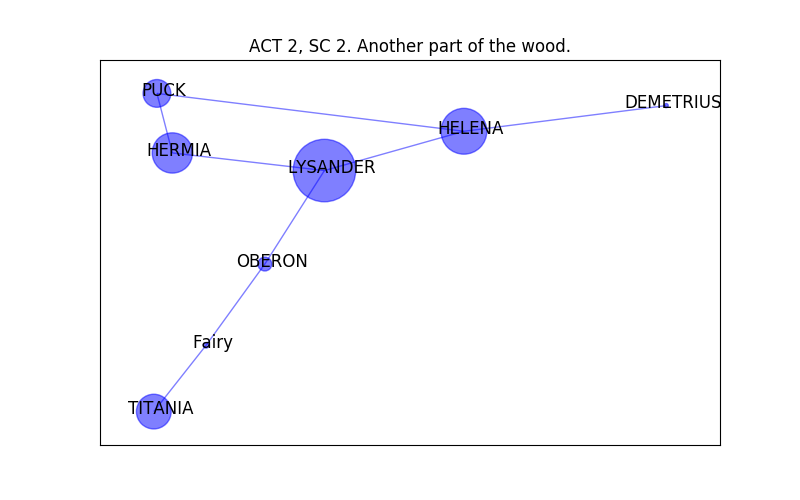 ACT 2, SC 2. Another part of the wood.
PUCK
DEMETRIUS
HELENA
HERMIA
LYSANDER
OBERON
Fairy
TITANIA